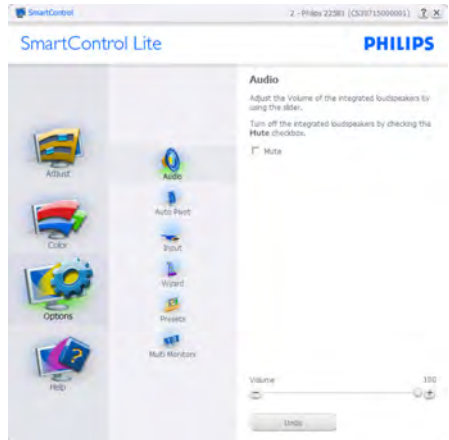 SmartControl
2 - Philips 225B1 (CS39715000001) ? X
SmartControl Lite
PHILIPS
Audio
Adjust the Volume of the integrated loudspeakers by
using the slider.
Turn off the integrated loudspeakers by checking the
Mute checkbox.
Mute
Adjust
Color
Options
Help
Audio
Auto Pivot
Input
Wizard
Presets
Multi Monitors
Volume 100
Undo